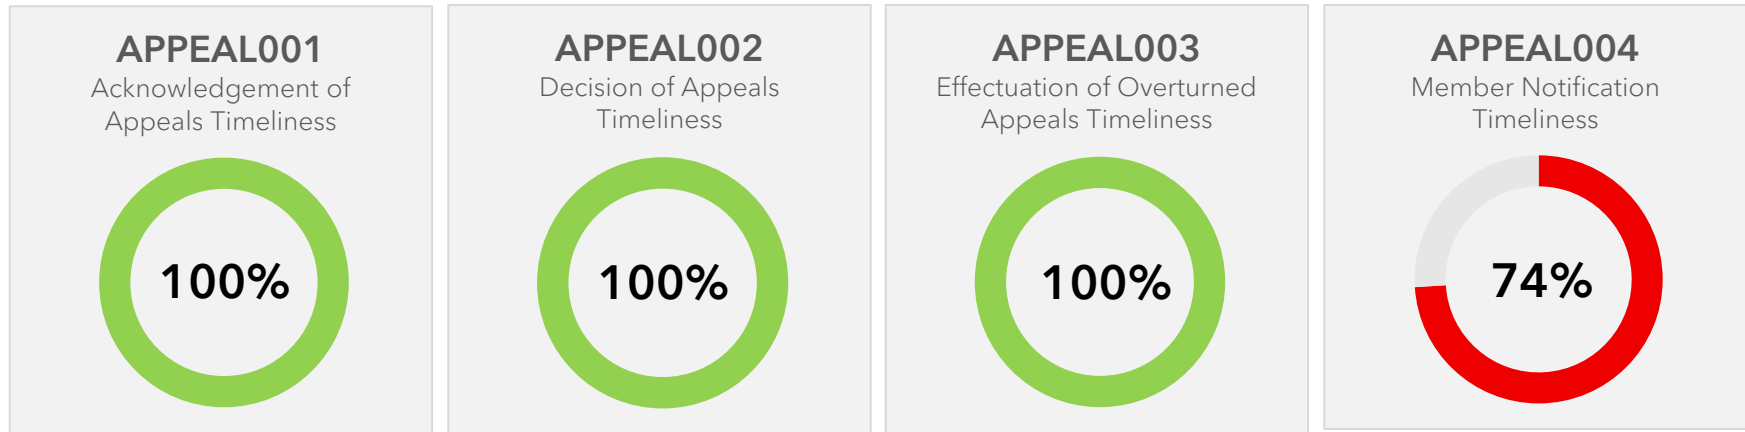 APPEAL001
Acknowledgement of
Appeals Timeliness
100%
APPEAL002
Decision of Appeals
Timeliness
100%
APPEAL003
Effectuation of Overturned
Appeals Timeliness
100%
APPEAL004
Member Notification
Timeliness
74%